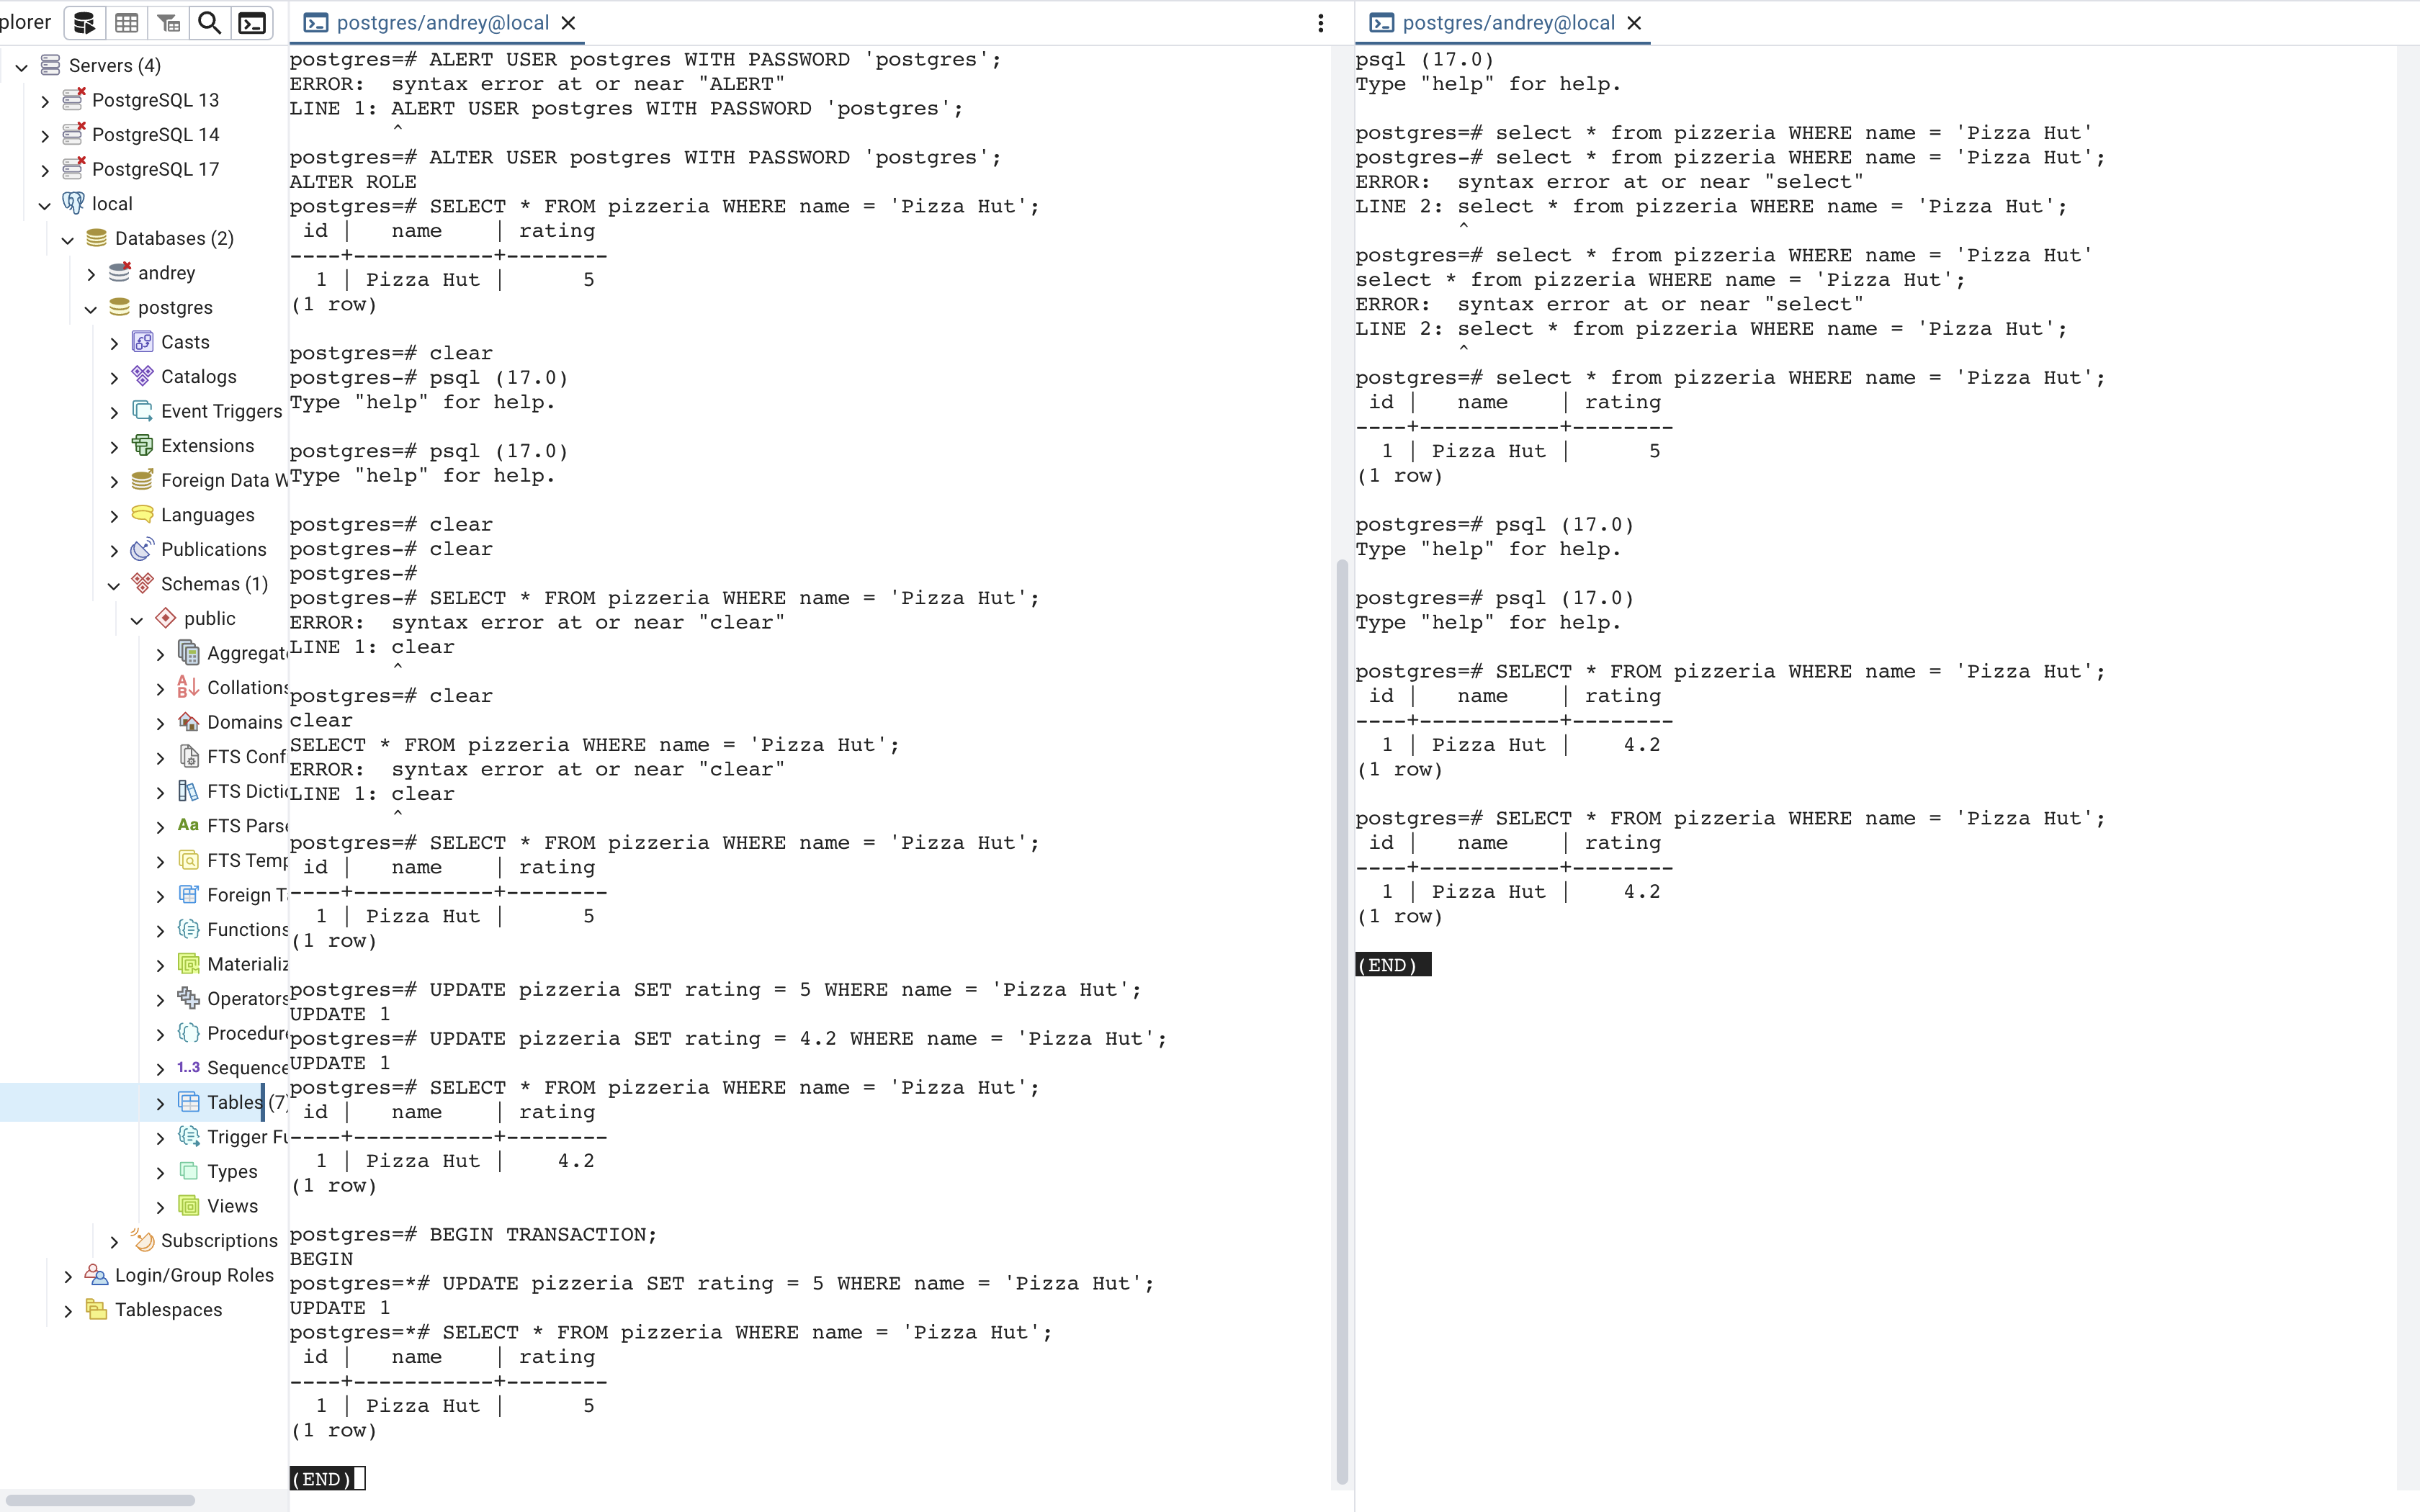 plorer
Servers (4)
PostgreSQL 13
PostgreSQL 14
PostgreSQL 17
local
Databases (2)
andrey
postgres
Casts
Catalogs
Event Triggers
Extensions
Foreign Data W
Languages
Publications
Schemas (1)
public
Aggregat
Collations
Domains
FTS Conf
FTS Dictio
Aa FTS Parse
FTS Temp
Foreign Ta
Functions
Materializ
Operators
Procedure
1..3 Sequence
Tables (7)
Trigger Fu
Types
Views
Subscriptions
Login/Group Roles
Tablespaces
postgres/andrey@local
postgres=# ALERT USER postgres WITH PASSWORD 'postgres';
ERROR:  syntax error at or near "ALERT"
LINE 1: ALERT USER postgres WITH PASSWORD 'postgres';
^
postgres=# ALTER USER postgres WITH PASSWORD 'postgres';
ALTER ROLE
postgres=# SELECT * FROM pizzeria WHERE name = 'Pizza Hut';
 id |   name    | rating
----+-----------+--------
  1 | Pizza Hut |      5
(1 row)
postgres=# clear
postgres-# psql (17.0)
Type "help" for help.
postgres=# psql (17.0)
Type "help" for help.
postgres=# clear
postgres-# clear
postgres-#
postgres-# SELECT * FROM pizzeria WHERE name = 'Pizza Hut';
ERROR:  syntax error at or near "clear"
LINE 1: clear
^
postgres=# clear
clear
SELECT * FROM pizzeria WHERE name = 'Pizza Hut';
ERROR:  syntax error at or near "clear"
LINE 1: clear
^
postgres=# SELECT * FROM pizzeria WHERE name = 'Pizza Hut';
 id |   name    | rating
----+-----------+--------
  1 | Pizza Hut |      5
(1 row)
postgres=# UPDATE pizzeria SET rating = 5 WHERE name = 'Pizza Hut';
UPDATE 1
postgres=# UPDATE pizzeria SET rating = 4.2 WHERE name = 'Pizza Hut';
UPDATE 1
postgres=# SELECT * FROM pizzeria WHERE name = 'Pizza Hut';
 id |   name    | rating
----+-----------+--------
  1 | Pizza Hut |    4.2
(1 row)
postgres=# BEGIN TRANSACTION;
BEGIN
postgres=*# UPDATE pizzeria SET rating = 5 WHERE name = 'Pizza Hut';
UPDATE 1
postgres=*# SELECT * FROM pizzeria WHERE name = 'Pizza Hut';
 id |   name    | rating
----+-----------+--------
  1 | Pizza Hut |      5
(1 row)
(END)
postgres/andrey@local
psql (17.0)
Type "help" for help.
postgres=# select * from pizzeria WHERE name = 'Pizza Hut'
postgres-# select * from pizzeria WHERE name = 'Pizza Hut';
ERROR:  syntax error at or near "select"
LINE 2: select * from pizzeria WHERE name = 'Pizza Hut';
^
postgres=# select * from pizzeria WHERE name = 'Pizza Hut'
select * from pizzeria WHERE name = 'Pizza Hut';
ERROR:  syntax error at or near "select"
LINE 2: select * from pizzeria WHERE name = 'Pizza Hut';
^
postgres=# select * from pizzeria WHERE name = 'Pizza Hut';
 id |   name    | rating
----+-----------+--------
  1 | Pizza Hut |      5
(1 row)
postgres=# psql (17.0)
Type "help" for help.
postgres=# psql (17.0)
Type "help" for help.
postgres=# SELECT * FROM pizzeria WHERE name = 'Pizza Hut';
 id |   name    | rating
----+-----------+--------
  1 | Pizza Hut |    4.2
(1 row)
postgres=# SELECT * FROM pizzeria WHERE name = 'Pizza Hut';
 id |   name    | rating
----+-----------+--------
  1 | Pizza Hut |    4.2
(1 row)
(END)